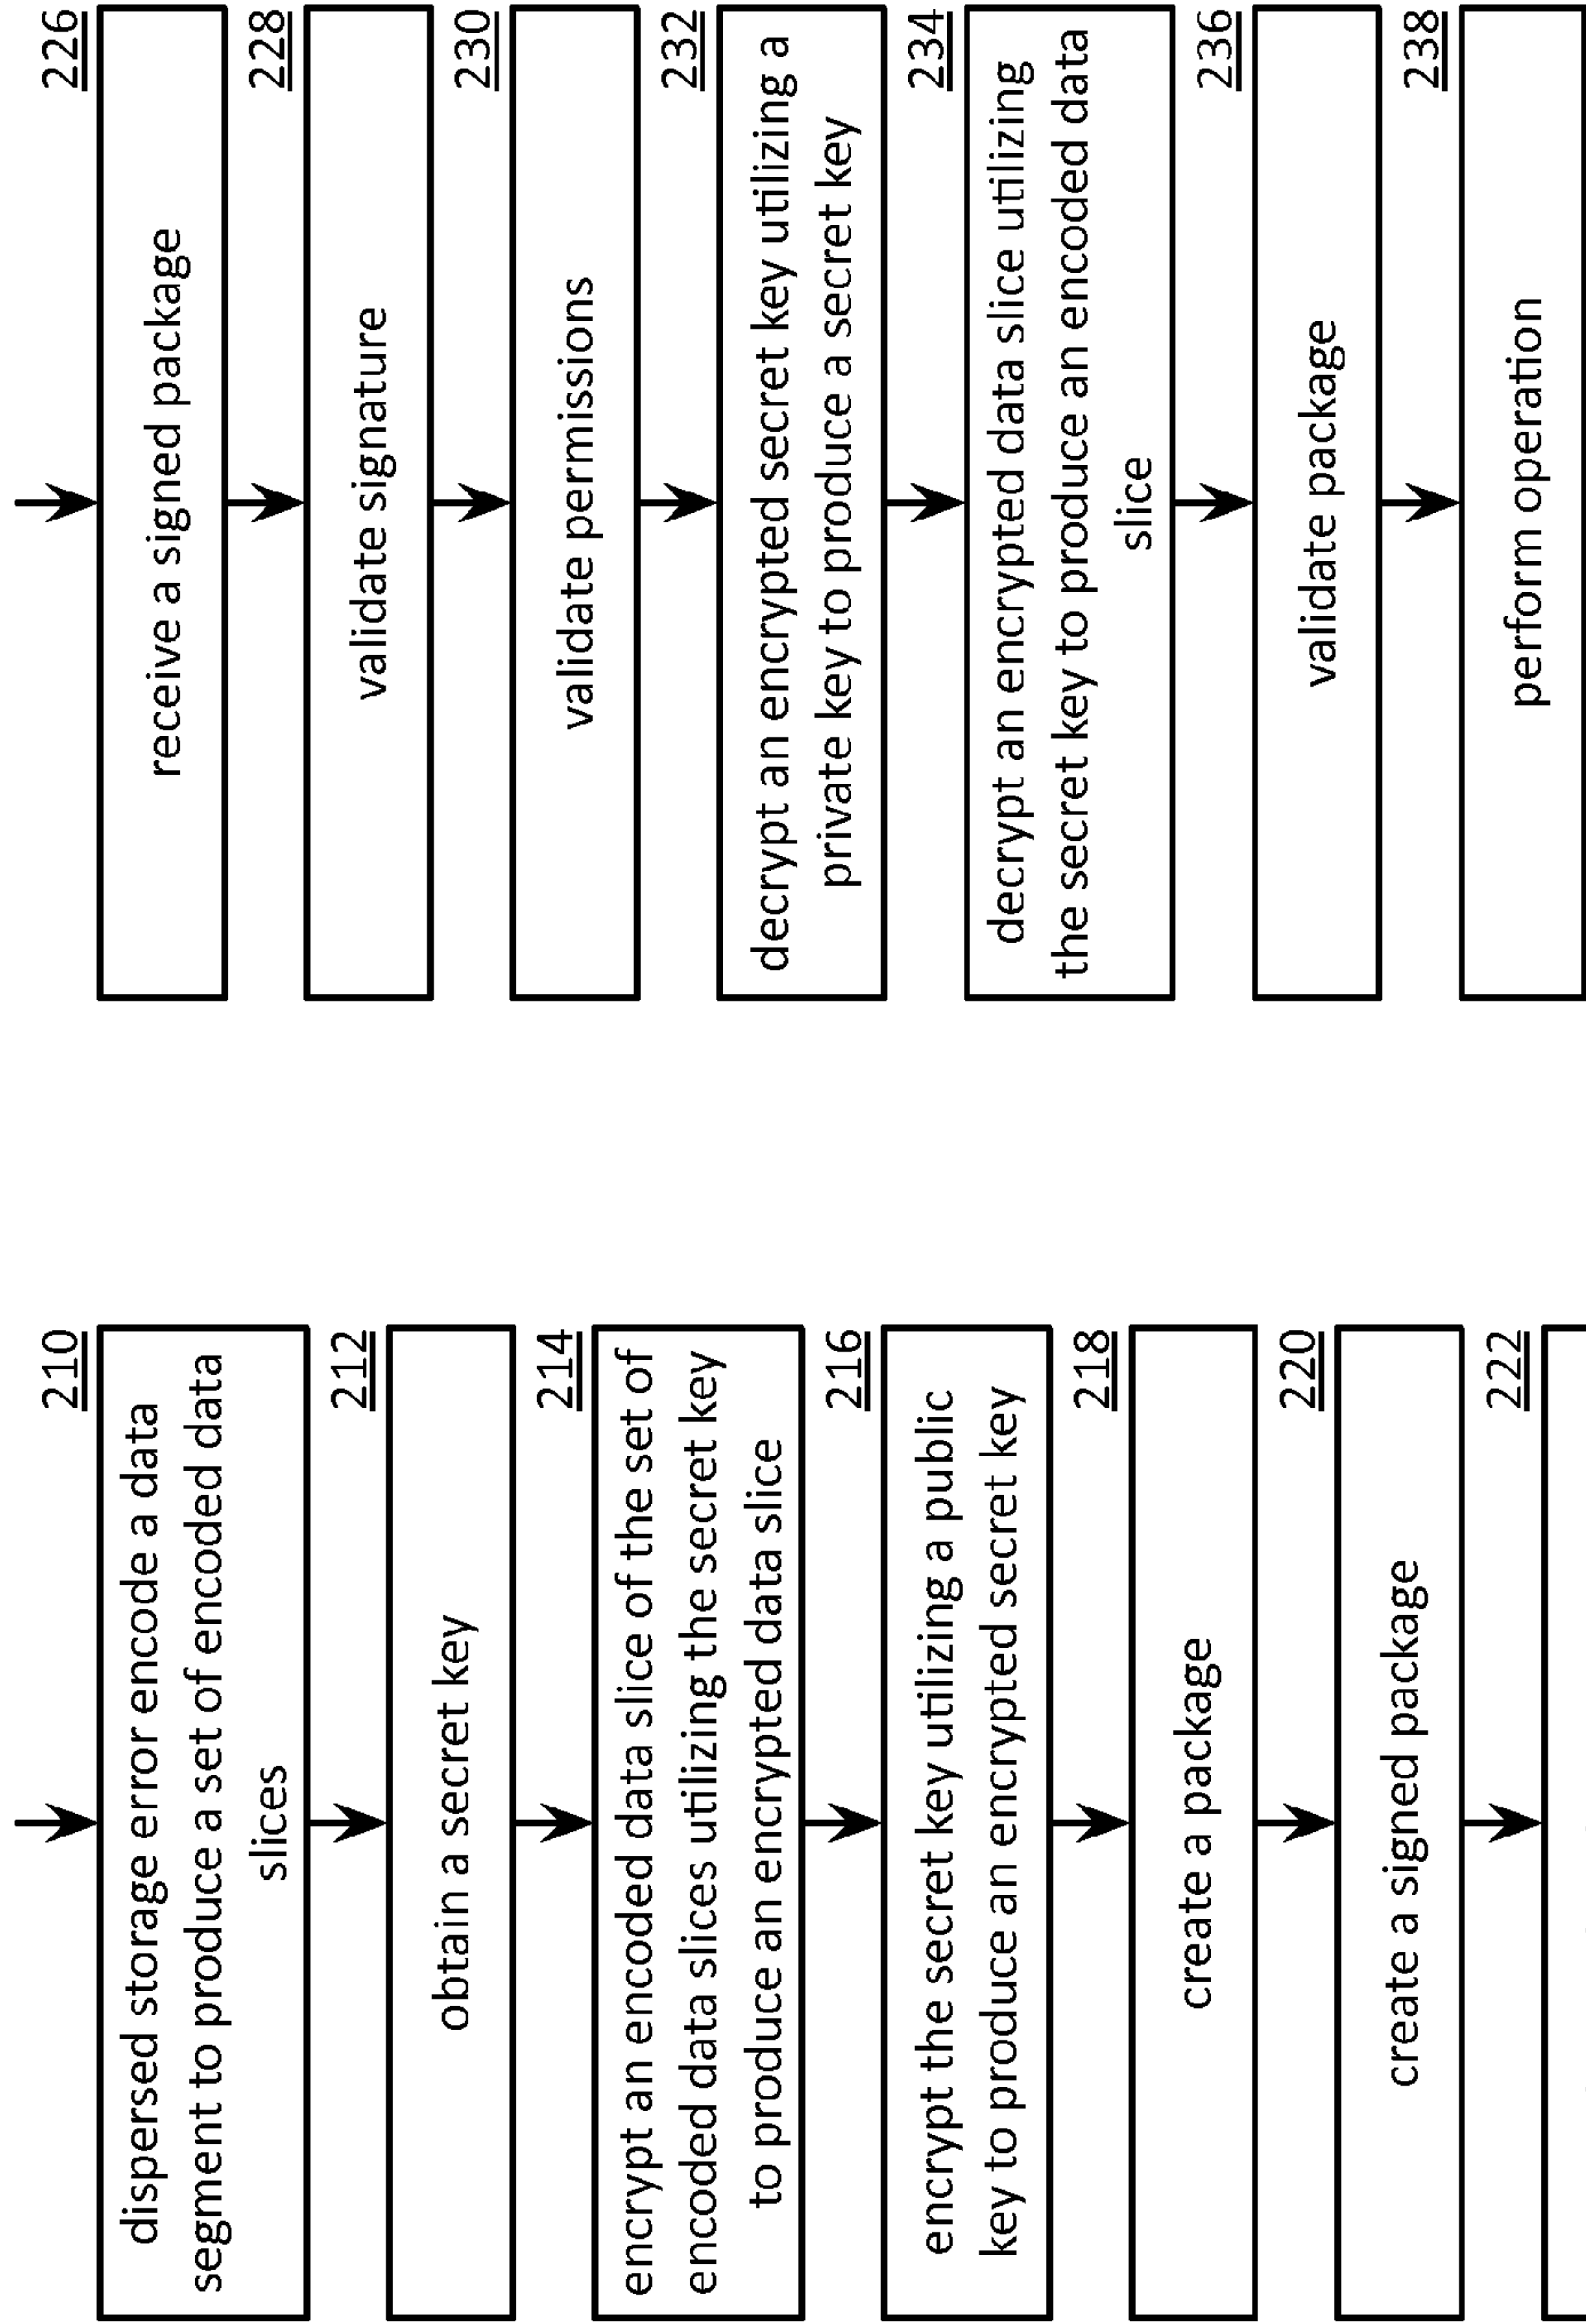 210
dispersed storage error encode a data
segment to produce a set of encoded data
slices
212
obtain a secret key
214
encrypt an encoded data slice of the set of
encoded data slices utilizing the secret key
to produce an encrypted data slice
216
encrypt the secret key utilizing a public
key to produce an encrypted secret key
218
create a package
220
create a signed package
222
226
receive a signed package
228
validate signature
230
validate permissions
232
decrypt an encrypted secret key utilizing a
private key to produce a secret key
234
decrypt an encrypted data slice utilizing
the secret key to produce an encoded data
slice
236
validate package
238
perform operation